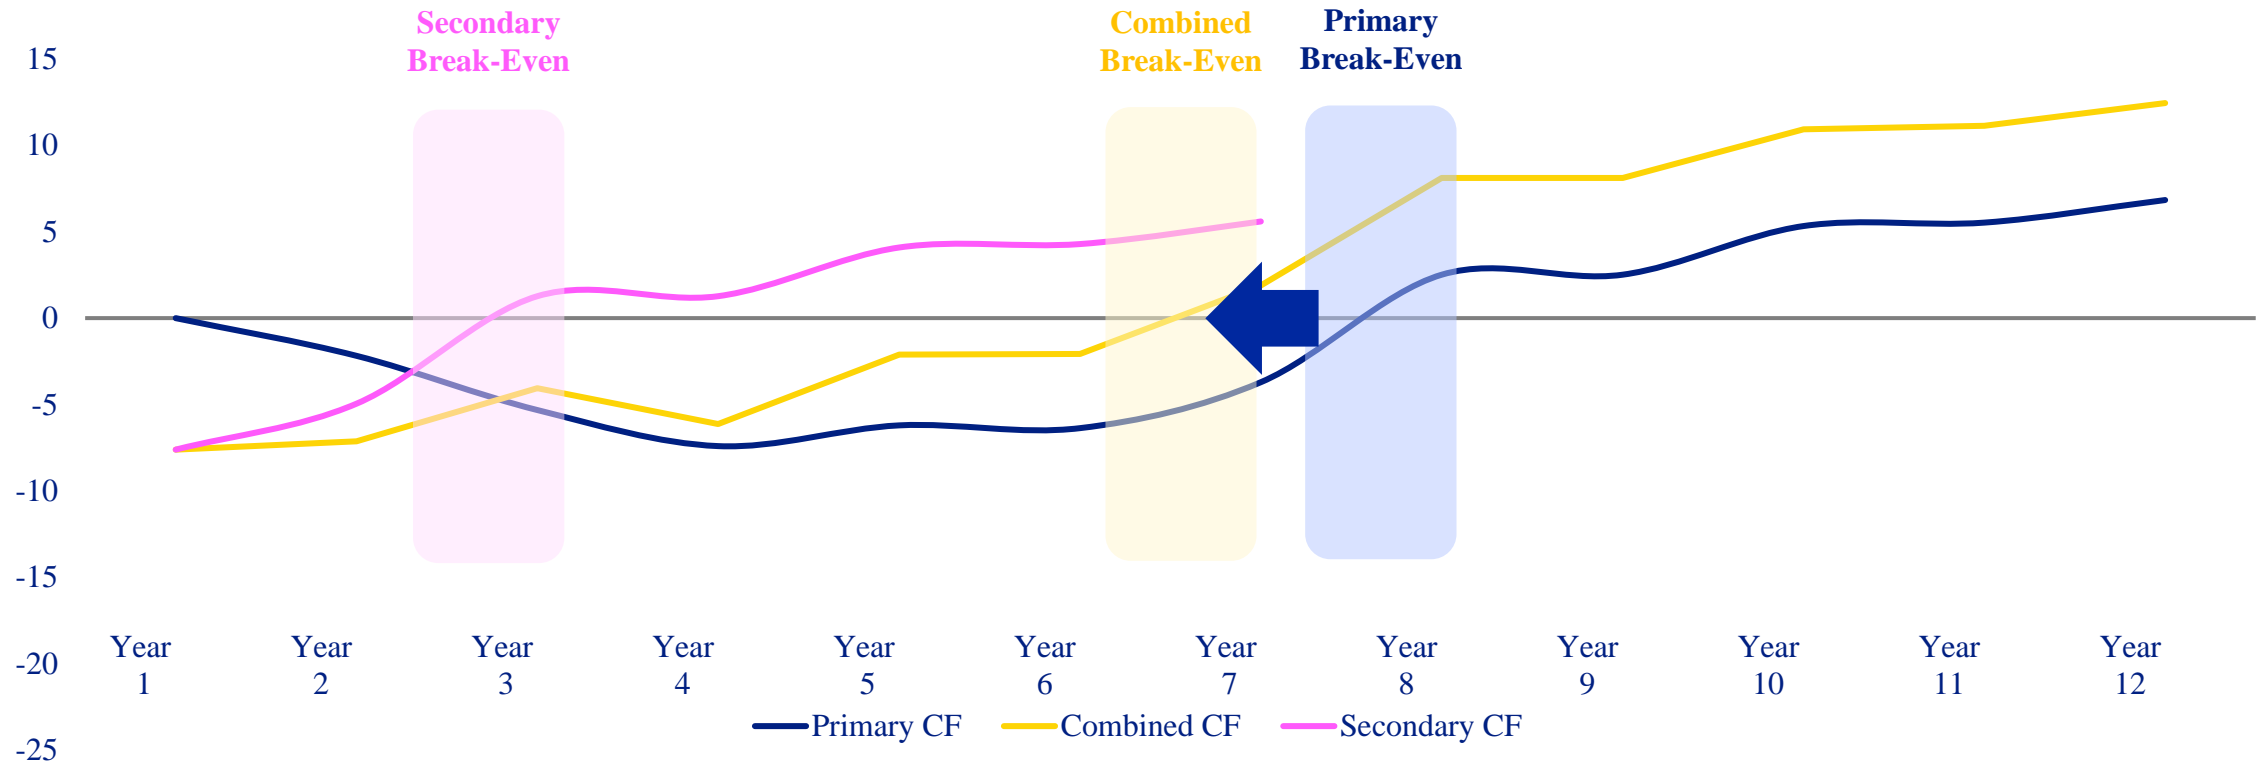 Secondary
Break-Even
Combined
Break-Even
Primary
Break-Even
15
10
5
0
-5
-10
-15
-20
-25
Year
1
Year
2
Year
3
Year
4
Year
5
Year
6
Year
7
Year
8
Year
9
Year
10
Year
11
Year
12
Primary CF
Combined CF
Secondary CF